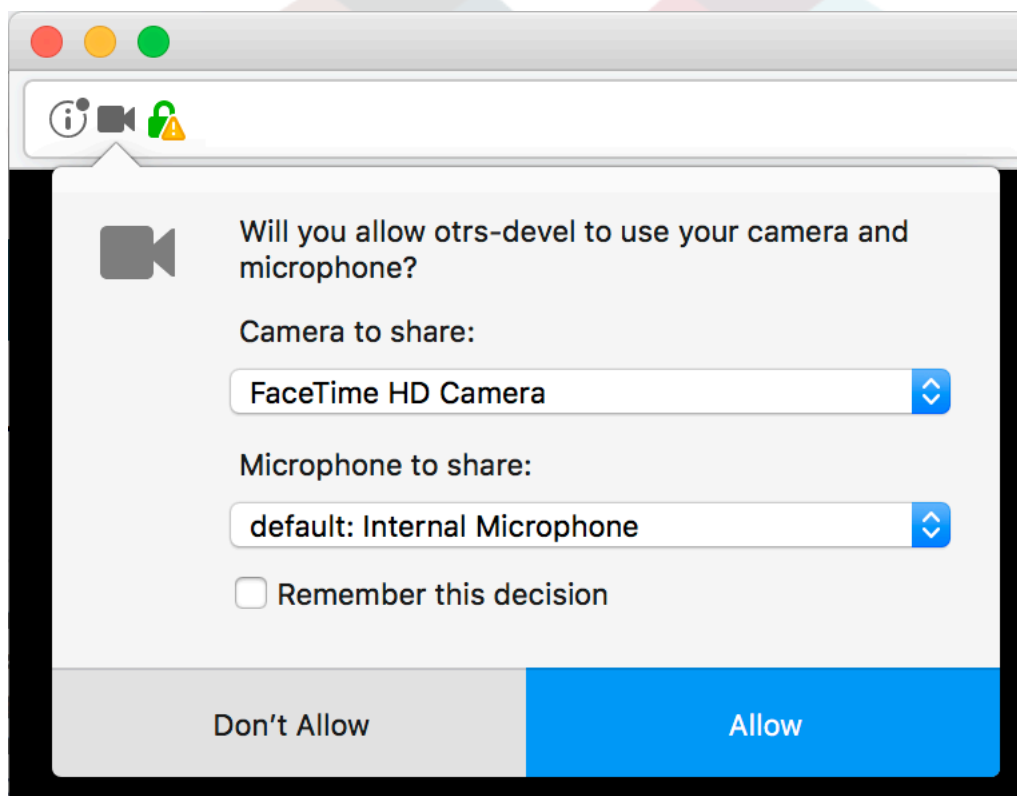 Will you allow otrs-devel to use your camera and
microphone?
Camera to share:
FaceTime HD Camera
Microphone to share:
default: Internal Microphone
Remember this decision
Don’t Allow
Allow